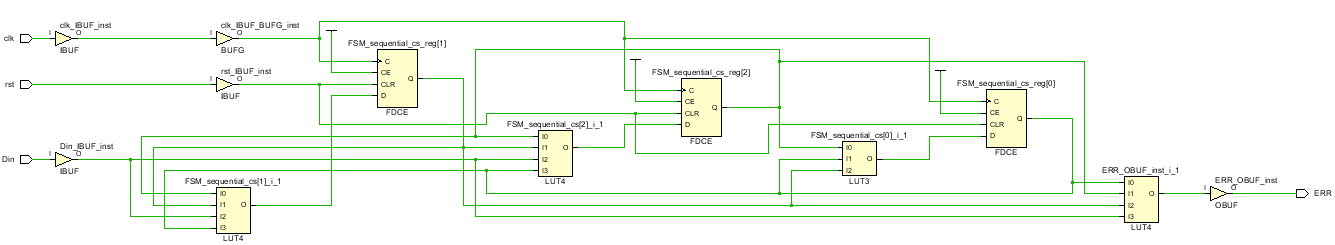 clk
I
clk_IBUF_inst
O
IBUF
I
clk_IBUF_BUFG_inst
O
BUFG
rst
I
rst_IBUF_inst
O
IBUF
Din
I
Din_IBUF_inst
O
IBUF
FSM_sequential_cs[1]_i_1
I0
I1
I2
I3
O
LUT4
FSM_sequential_cs_reg[1]
C
CE
CLR
D
Q
FDCE
FSM_sequential_cs[2]_i_1
I0
I1
I2
I3
O
LUT4
FSM_sequential_cs_reg[2]
C
CE
CLR
D
Q
FDCE
FSM_sequential_cs[0]_i_1
I0
I1
I2
O
LUT3
FSM_sequential_cs_reg[0]
C
CE
CLR
D
Q
FDCE
ERR_OBUF_inst_i_1
I0
I1
I2
I3
O
LUT4
I
ERR_OBUF_inst
O
OBUF
ERR